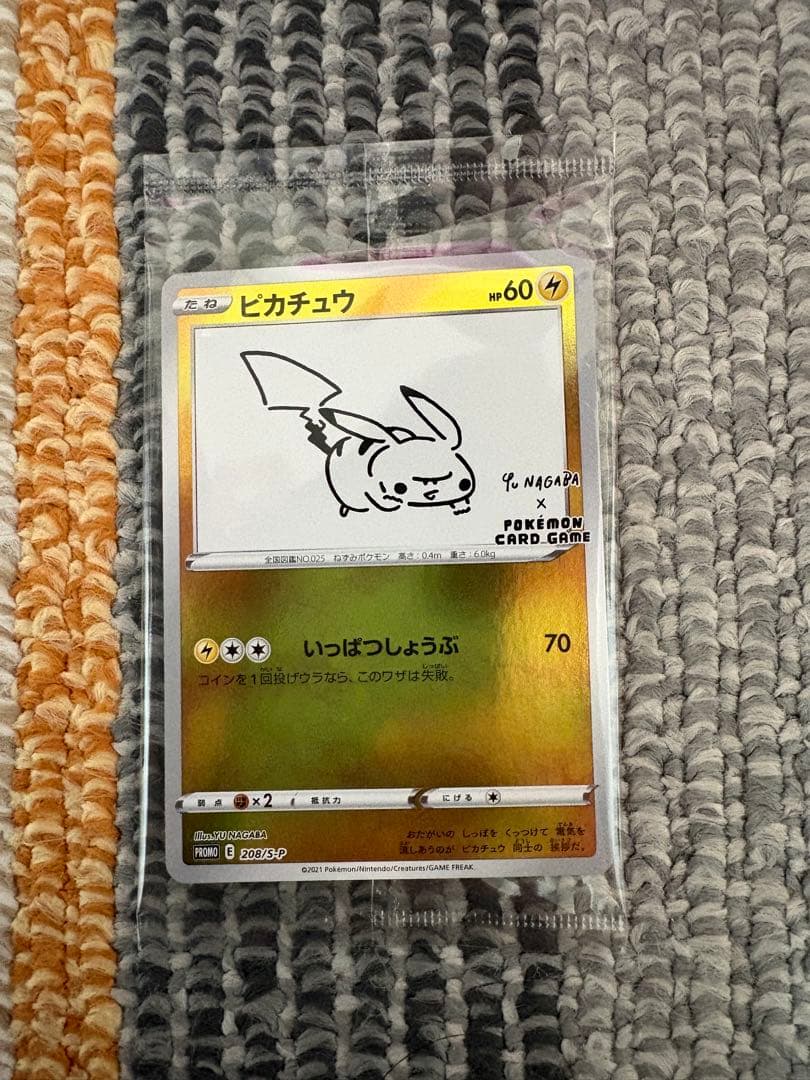 たね ピカチュウ HP60
Yu NAGABA
×
POKÉMON
CARD GAME
全国図鑑NO.025 ねずみポケモン 高さ:0.4m 重さ:6.0kg
いっぱつしょうぶ 70
コインを1回投げウラなら、このワザは失敗。
弱点 ×2 抵抗力 にげる
Illus.YU NAGABA
おたがいの しっぽを くっつけて 電気を
流しあうのが ピカチュウ 同士の 挨拶だ。
PROMO E 208/S-P
©2021 Pokémon/Nintendo/Creatures/GAME FREAK.